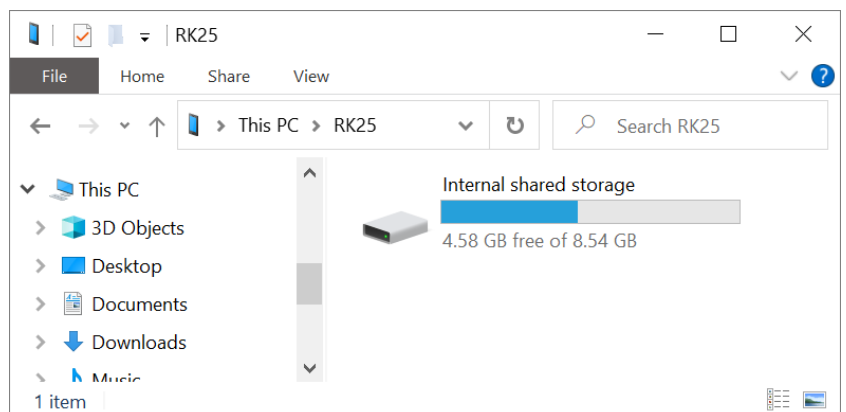 RK25
File Home Share View
This PC > RK25
Search RK25
This PC
3D Objects
Desktop
Documents
Downloads
Music
Internal shared storage
4.58 GB free of 8.54 GB
1 item